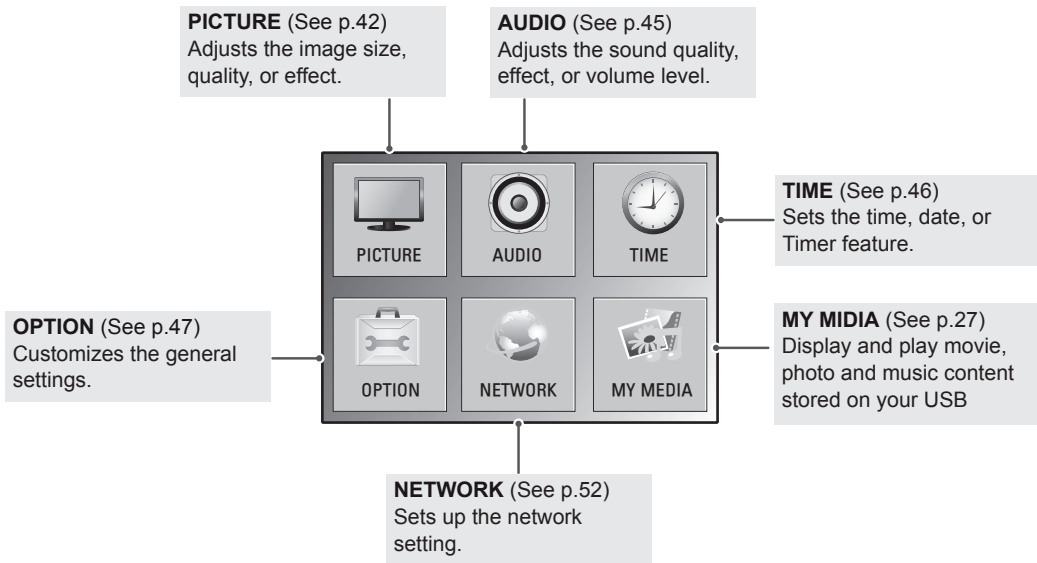 PICTURE (See p.42)
Adjusts the image size,
quality, or effect.
AUDIO (See p.45)
Adjusts the sound quality,
effect, or volume level.
PICTURE
AUDIO
TIME
TIME (See p.46)
Sets the time, date, or
Timer feature.
OPTION (See p.47)
Customizes the general
settings.
OPTION
NETWORK
MY MEDIA
MY MIDIA (See p.27)
Display and play movie,
photo and music content
stored on your USB
NETWORK (See p.52)
Sets up the network
setting.